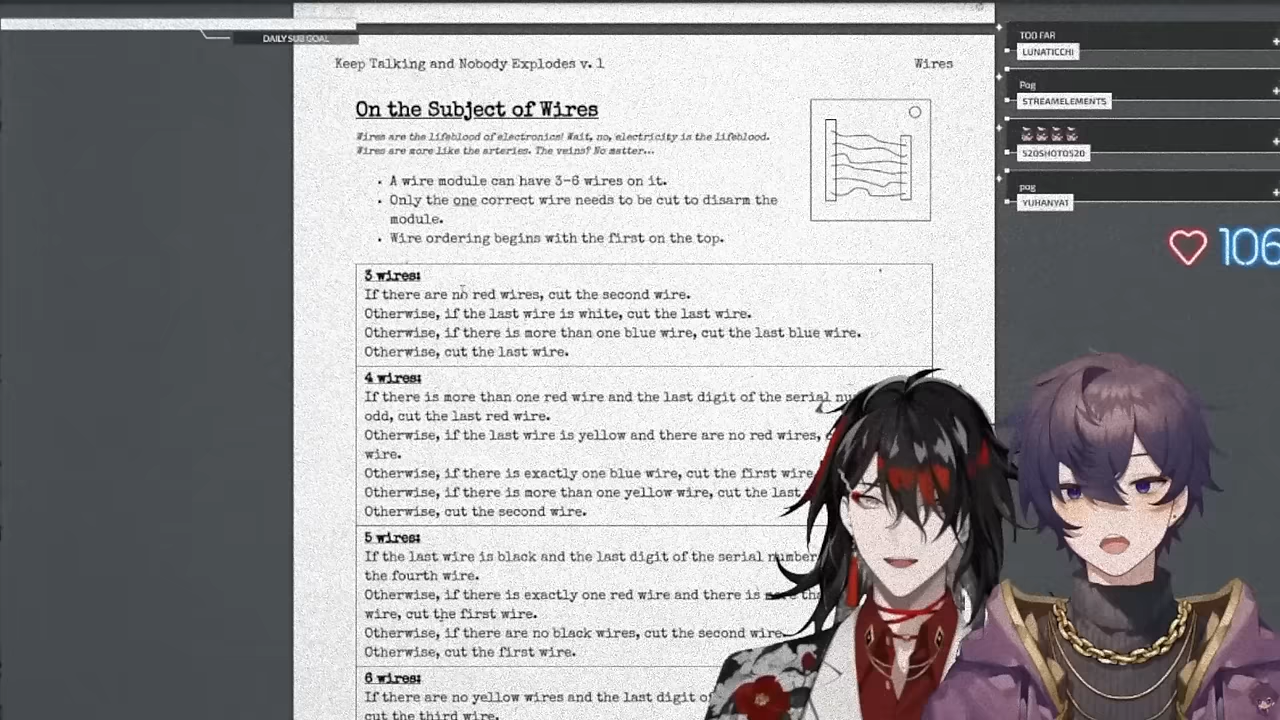 DAILY SUB GOAL
Keep Talking and Nobody Explodes v. 1
Wires
On the Subject of Wires
Wires are the lifeblood of electronics! Wait, no, electricity is the lifeblood.
Wires are more like the arteries. The veins? No matter...
• A wire module can have 3-6 wires on it.
• Only the one correct wire needs to be cut to disarm the
module.
• Wire ordering begins with the first on the top.
3 wires:
If there are no red wires, cut the second wire.
Otherwise, if the last wire is white, cut the last wire.
Otherwise, if there is more than one blue wire, cut the last blue wire.
Otherwise, cut the last wire.
4 wires:
If there is more than one red wire and the last digit of the serial
odd, cut the last red wire.
Otherwise, if the last wire is yellow and there are no red wires,
wire.
Otherwise, if there is exactly one blue wire, cut the first wire
Otherwise, if there is more than one yellow wire, cut the last
Otherwise, cut the second wire.
5 wires:
If the last wire is black and the last digit of the serial number
the fourth wire.
Otherwise, if there is exactly one red wire and there is
wire, cut the first wire.
Otherwise, if there are no black wires, cut the second wire
Otherwise, cut the first wire.
6 wires:
If there are no yellow wires and the last digit of
cut the third wire.
TOO FAR
LUNATICCHI
Pog
STREAMELEMENTS
520SHOTO520
pog
YUHANYA1
106